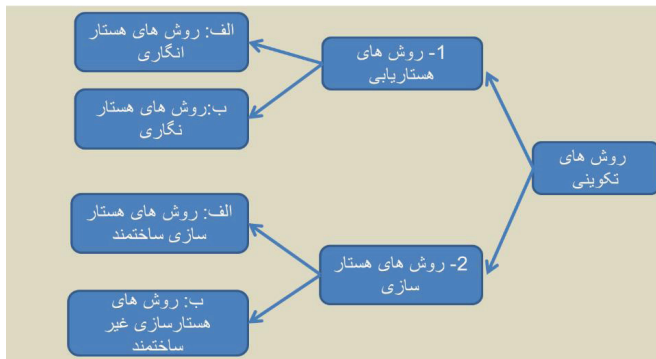 روش های
تکوینی
1- روش های
هستاریابی
الف: روش های هستار
انگاری
ب:روش های هستار
نگاری
2- روش های هستار
سازی
الف: روش های هستار
سازی ساختمند
ب: روش های
هستارسازی غیر
ساختمند